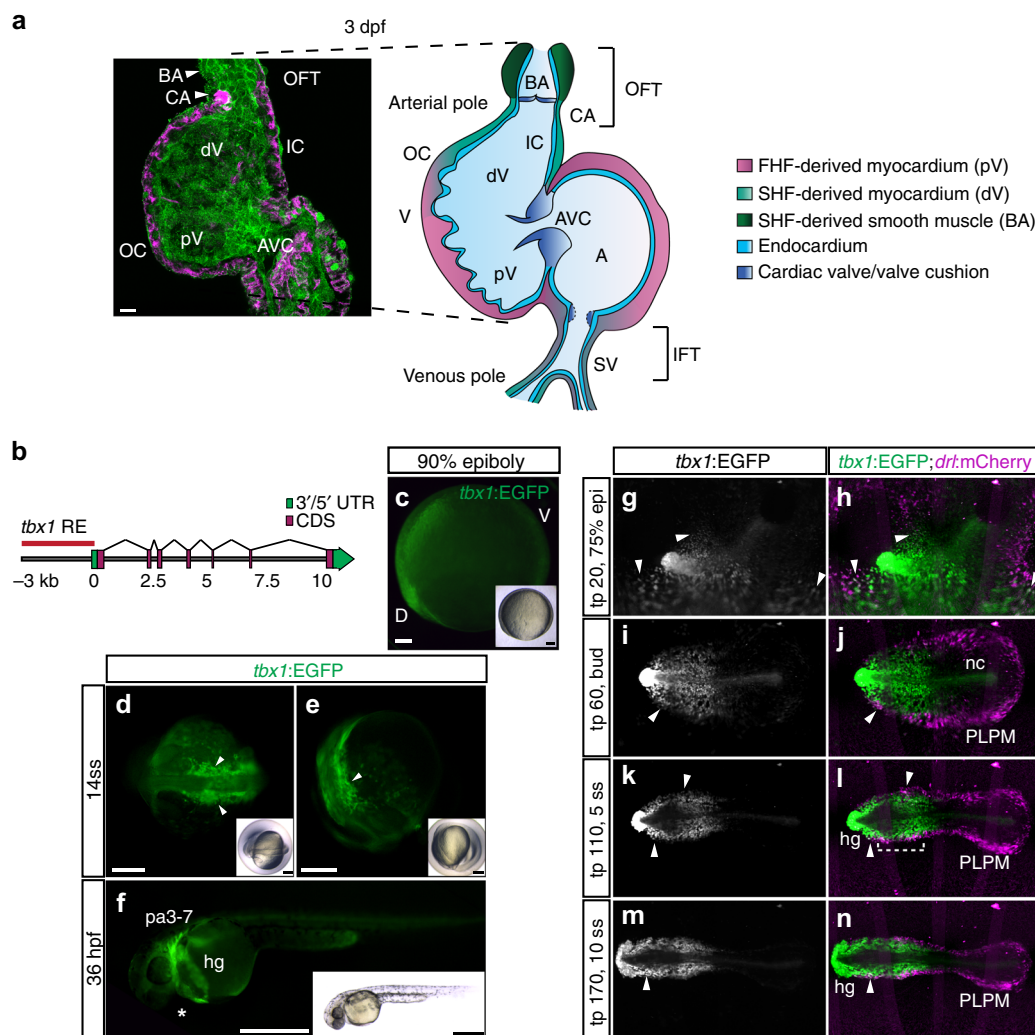 a
3 dpf
BA
CA
OFT
dV
IC
OC
pV
AVC
Arterial pole
OC
V
BA
OFT
CA
IC
dV
AVC
A
pV
SV
IFT
Venous pole
FHF-derived myocardium (pV)
SHF-derived myocardium (dV)
SHF-derived smooth muscle (BA)
Endocardium
Cardiac valve/valve cushion
b
tbx1 RE
3′/5′ UTR
CDS
–3 kb 0 2.5 5 7.5 10
90% epiboly
c
tbx1:EGFP
V
D
tbx1:EGFP
14ss
d
e
36 hpf
f
pa3-7
hg
*
tbx1:EGFP
tbx1:EGFP;drl:mCherry
tp 20, 75% epi
g
h
tp 60, bud
i
j
nc
PLPM
tp 110, 5 ss
k
l
hg
PLPM
tp 170, 10 ss
m
n
hg
PLPM